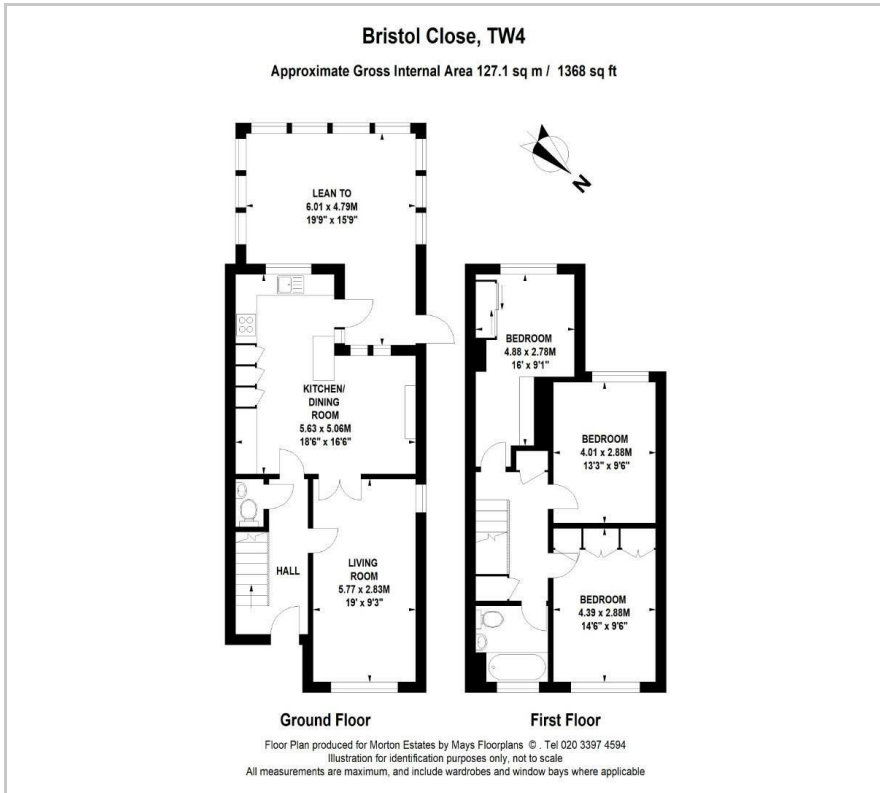 Bristol Close, TW4
Approximate Gross Internal Area 127.1 sq m / 1368 sq ft
N
LEAN TO
6.01 x 4.79M
19'9" x 15'9"
KITCHEN/
DINING
ROOM
5.63 x 5.06M
18'6" x 16'6"
HALL
LIVING
ROOM
5.77 x 2.83M
19' x 9'3"
BEDROOM
4.88 x 2.78M
16' x 9'1"
BEDROOM
4.01 x 2.88M
13'3" x 9'6"
BEDROOM
4.39 x 2.88M
14'6" x 9'6"
Ground Floor
First Floor
Floor Plan produced for Morton Estates by Mays Floorplans © . Tel 020 3397 4594
Illustration for identification purposes only, not to scale
All measurements are maximum, and include wardrobes and window bays where applicable